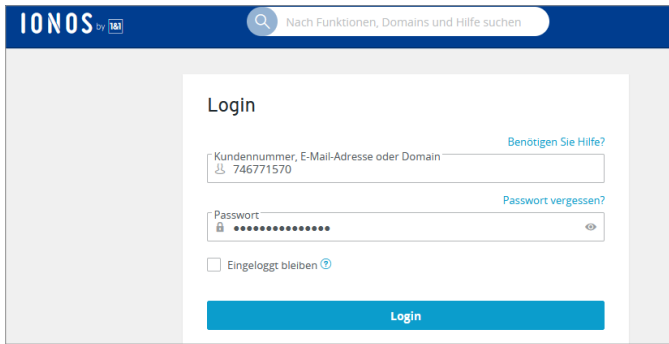 IONOS by 1&1
Nach Funktionen, Domains und Hilfe suchen
Login
Benötigen Sie Hilfe?
Kundennummer, E-Mail-Adresse oder Domain
746771570
Passwort vergessen?
Passwort
•••••••••••••••
Eingeloggt bleiben ?
Login